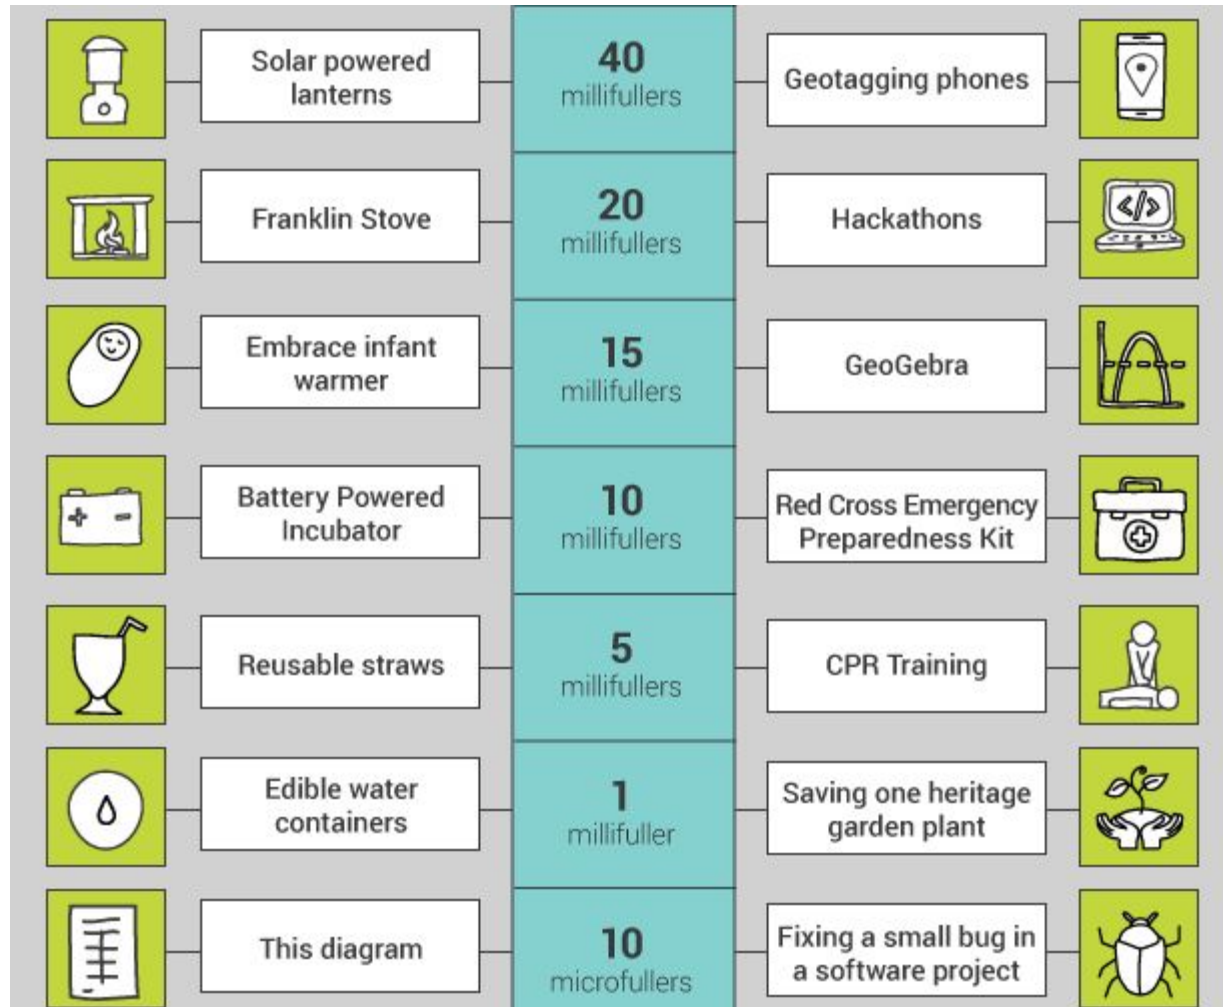 Solar powered
lanterns
40
millifullers
Geotagging phones
Franklin Stove
20
millifullers
Hackathons
</>
Embrace infant
warmer
15
millifullers
GeoGebra
Battery Powered
Incubator
10
millifullers
Red Cross Emergency
Preparedness Kit
Reusable straws
5
millifullers
CPR Training
Edible water
containers
1
millifuller
Saving one heritage
garden plant
This diagram
10
microfullers
Fixing a small bug in
a software project